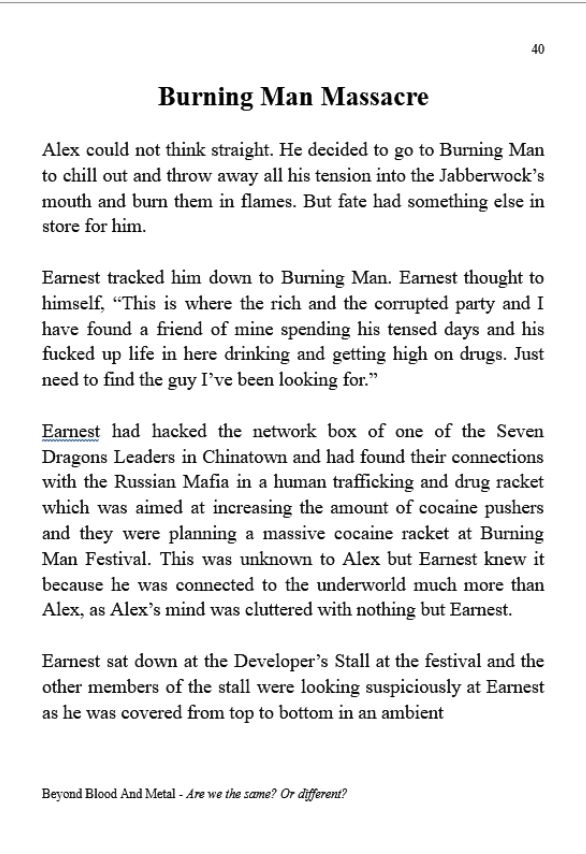 40
Burning Man Massacre
Alex could not think straight. He decided to go to Burning Man
to chill out and throw away all his tension into the Jabberwock’s
mouth and burn them in flames. But fate had something else in
store for him.
Earnest tracked him down to Burning Man. Earnest thought to
himself, “This is where the rich and the corrupted party and I
have found a friend of mine spending his tensed days and his
fucked up life in here drinking and getting high on drugs. Just
need to find the guy I’ve been looking for.”
Earnest had hacked the network box of one of the Seven
Dragons Leaders in Chinatown and had found their connections
with the Russian Mafia in a human trafficking and drug racket
which was aimed at increasing the amount of cocaine pushers
and they were planning a massive cocaine racket at Burning
Man Festival. This was unknown to Alex but Earnest knew it
because he was connected to the underworld much more than
Alex, as Alex’s mind was cluttered with nothing but Earnest.
Earnest sat down at the Developer’s Stall at the festival and the
other members of the stall were looking suspiciously at Earnest
as he was covered from top to bottom in an ambient
Beyond Blood And Metal - Are we the same? Or different?